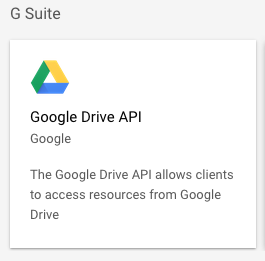 G Suite
Google Drive API
Google
The Google Drive API allows clients
to access resources from Google
Drive